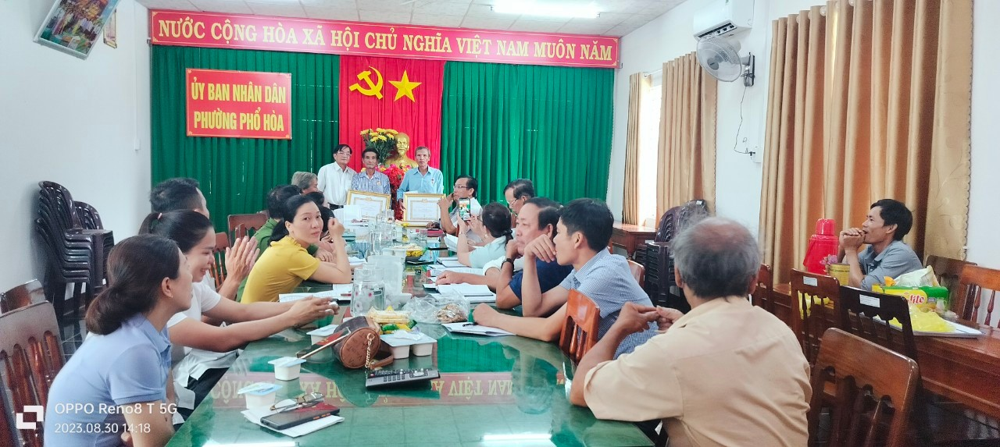 NƯỚC CỘNG HÒA XÃ HỘI CHỦ NGHĨA VIỆT NAM MUÔN NĂM
ỦY BAN NHÂN DÂN
PHƯỜNG PHỔ HÒA
OPPO Reno8 T 5G
2023.08.30 14:18